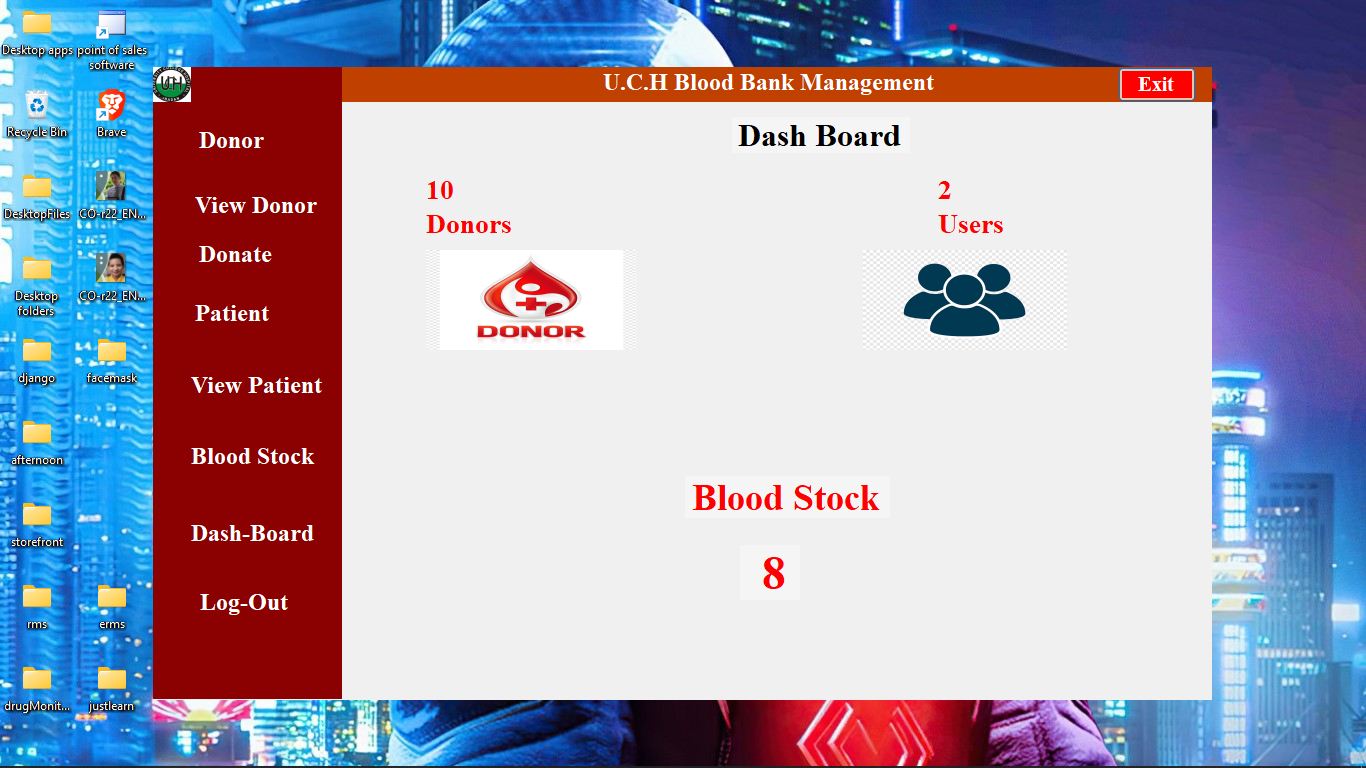 Desktop apps
point of sales
software
Recycle Bin
Brave
DesktopFiles
CO-r22_EN...
Desktop
folders
CO-r22_EN...
django
facemask
afternoon
storefront
rms
erms
drugMonit...
justlearn
U.C.H Blood Bank Management
Exit
Donor
View Donor
Donate
Patient
View Patient
Blood Stock
Dash-Board
Log-Out
Dash Board
10
Donors
DONOR
2
Users
Blood Stock
8